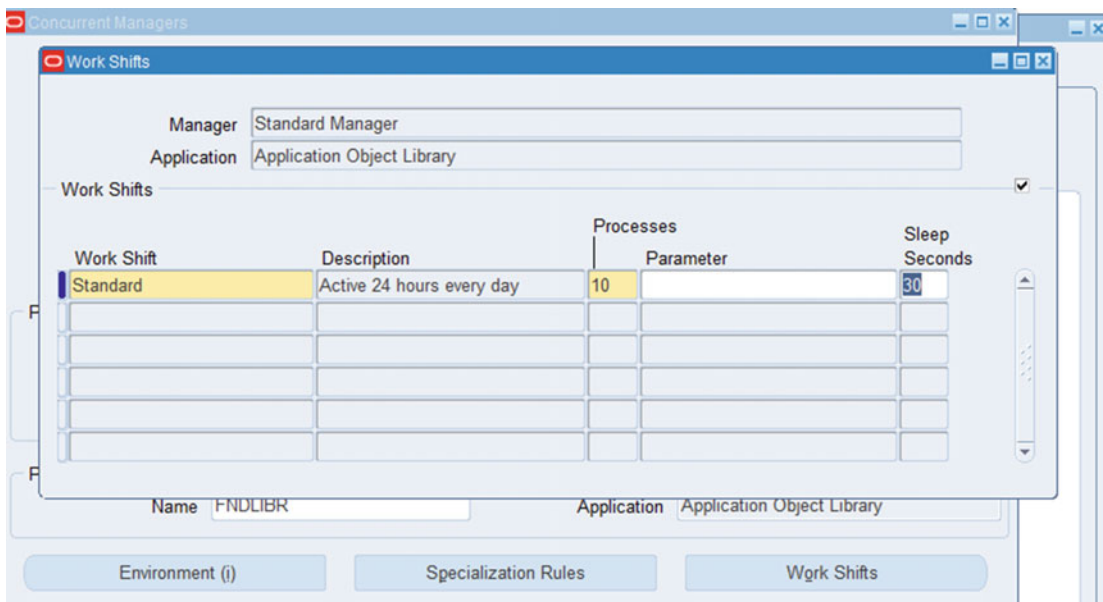 Concurrent Managers
Work Shifts
Manager Standard Manager
Application Application Object Library
Work Shifts
Processes
Sleep
Work Shift Description Parameter Seconds
Standard Active 24 hours every day 10 30
Name FNDLIBR Application Application Object Library
Environment (i) Specialization Rules Work Shifts